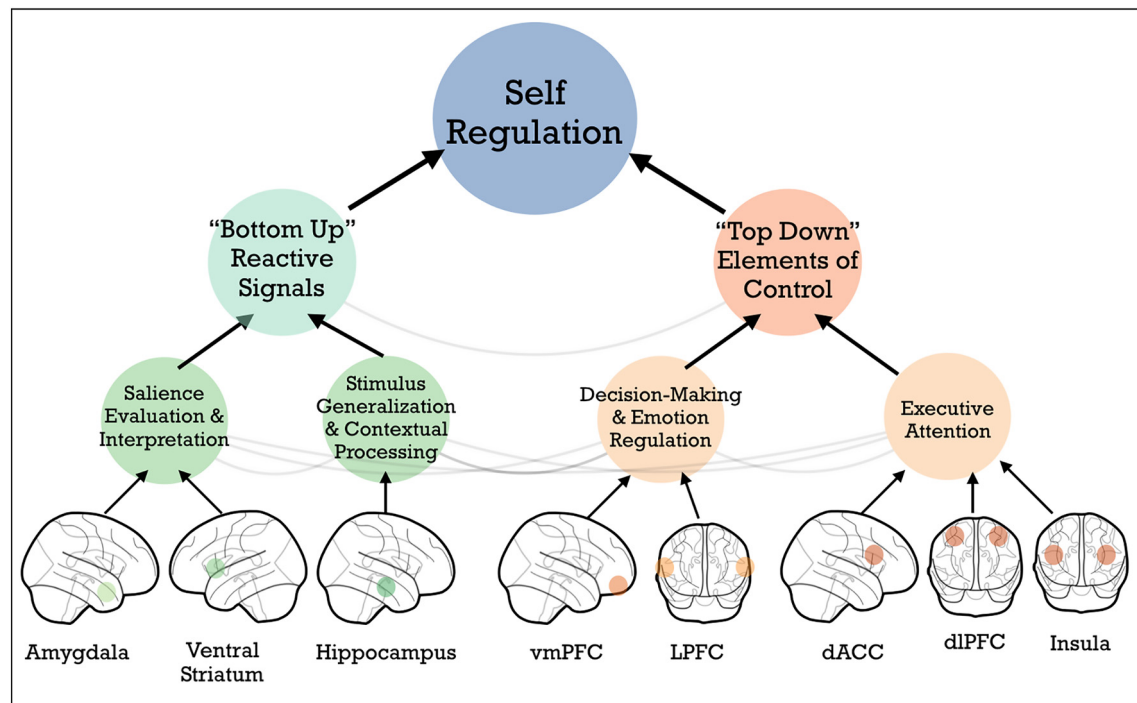 Self
Regulation
“Bottom Up”
Reactive
Signals
“Top Down”
Elements of
Control
Salience
Evaluation &
Interpretation
Stimulus
Generalization
& Contextual
Processing
Decision-Making
& Emotion
Regulation
Executive
Attention
Amygdala
Ventral
Striatum
Hippocampus
vmPFC
LPFC
dACC
dlPFC
Insula